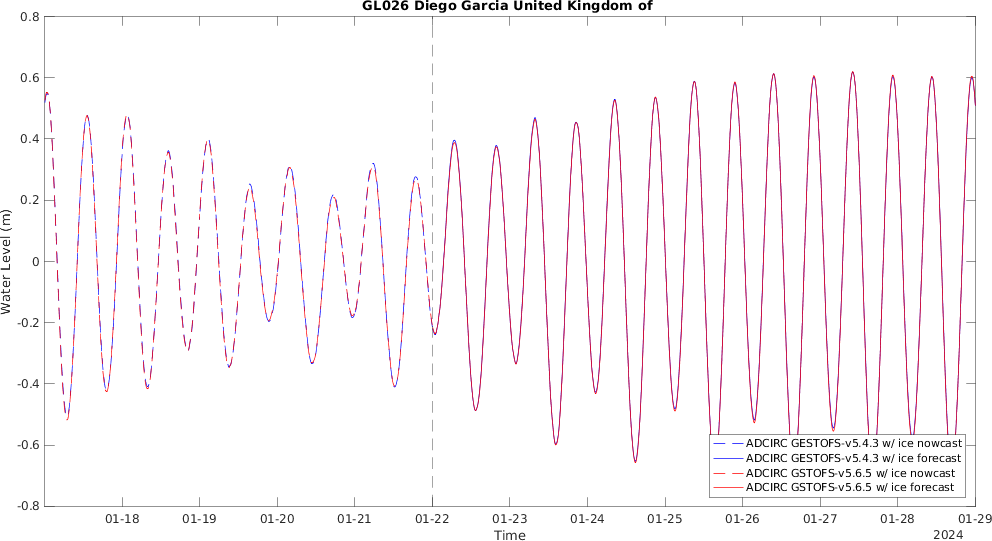 GL026 Diego Garcia United Kingdom of
0.8
0.6
0.4
0.2
0
-0.2
-0.4
-0.6
-0.8
Water Level (m)
ADCIRC GESTOFS-v5.4.3 w/ ice nowcast
ADCIRC GESTOFS-v5.4.3 w/ ice forecast
ADCIRC GSTOFS-v5.6.5 w/ ice nowcast
ADCIRC GSTOFS-v5.6.5 w/ ice forecast
01-18 01-19 01-20 01-21 01-22 01-23 01-24 01-25 01-26 01-27 01-28 01-29
Time
2024